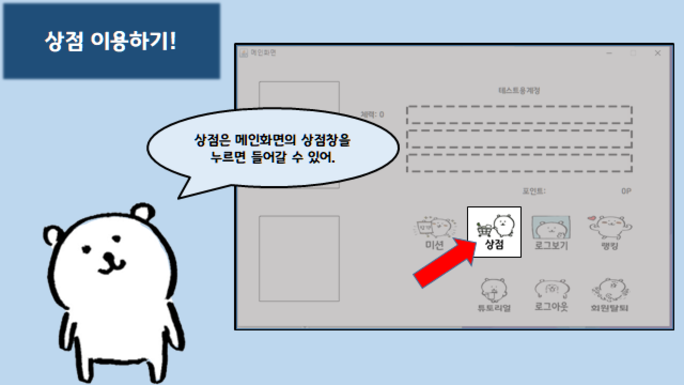 상점 이용하기!
메인화면
테스트용계정
체력: 0
상점은 메인화면의 상점창을
누르면 들어갈 수 있어.
포인트: 0P
미션 상점 로그보기 랭킹
튜토리얼 로그아웃 회원탈퇴